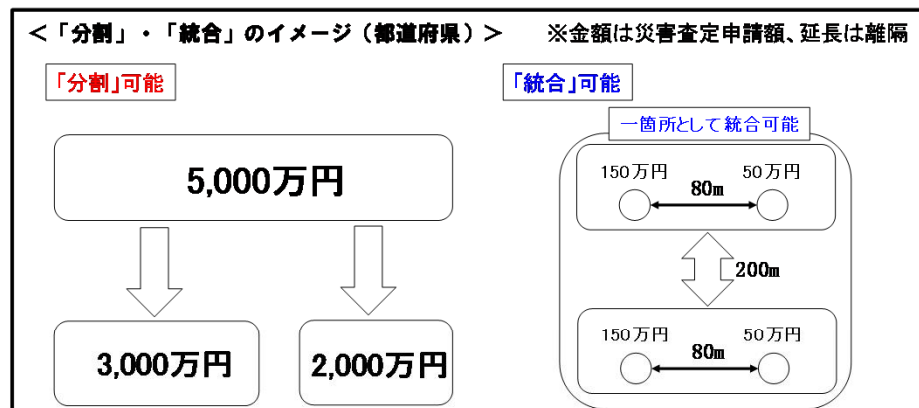 ＜「分割」・「統合」のイメージ（都道府県）＞　※金額は災害査定申請額、延長は離隔
「分割」可能
「統合」可能
一箇所として統合可能
5,000万円
3,000万円
2,000万円
150万円
50万円
80m
200m
150万円
50万円
80m